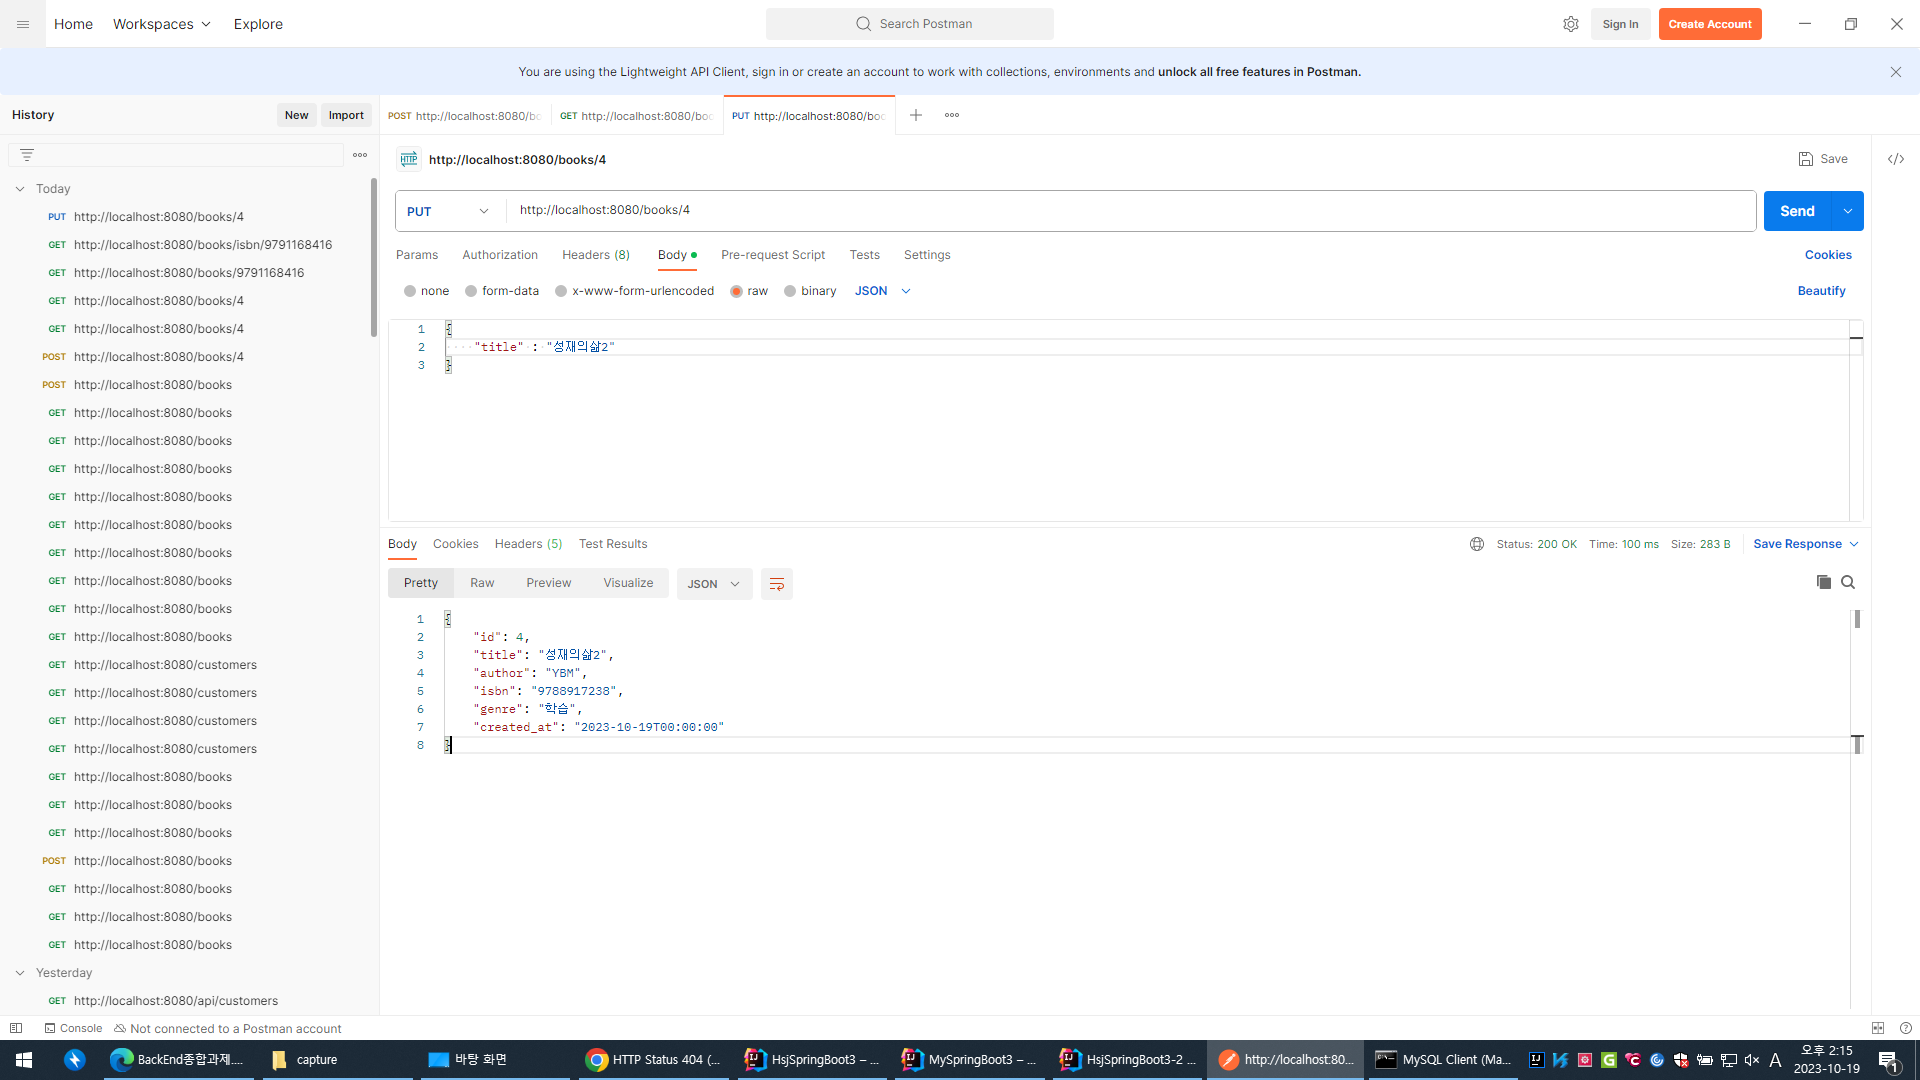 Home Workspaces Explore Search Postman Sign In Create Account
You are using the Lightweight API Client, sign in or create an account to work with collections, environments and unlock all free features in Postman.
History New Import
POST http://localhost:8080/bo GET http://localhost:8080/boo PUT http://localhost:8080/boo
HTTP http://localhost:8080/books/4 Save
Today
PUT http://localhost:8080/books/4
GET http://localhost:8080/books/isbn/9791168416
GET http://localhost:8080/books/9791168416
GET http://localhost:8080/books/4
GET http://localhost:8080/books/4
POST http://localhost:8080/books/4
POST http://localhost:8080/books
GET http://localhost:8080/books
GET http://localhost:8080/books
GET http://localhost:8080/books
GET http://localhost:8080/books
GET http://localhost:8080/books
GET http://localhost:8080/books
GET http://localhost:8080/books
GET http://localhost:8080/books
GET http://localhost:8080/books
GET http://localhost:8080/customers
GET http://localhost:8080/customers
GET http://localhost:8080/customers
GET http://localhost:8080/customers
GET http://localhost:8080/books
GET http://localhost:8080/books
GET http://localhost:8080/books
POST http://localhost:8080/books
GET http://localhost:8080/books
GET http://localhost:8080/books
GET http://localhost:8080/books
Yesterday
GET http://localhost:8080/api/customers
PUT http://localhost:8080/books/4 Send
Params Authorization Headers (8) Body Pre-request Script Tests Settings Cookies
none form-data x-www-form-urlencoded raw binary JSON Beautify
1 {
2 "title" : "성재의삶2"
3 }
Body Cookies Headers (5) Test Results Status: 200 OK Time: 100 ms Size: 283 B Save Response
Pretty Raw Preview Visualize JSON
1 {
2 "id": 4,
3 "title": "성재의삶2",
4 "author": "YBM",
5 "isbn": "9788917238",
6 "genre": "학습",
7 "created_at": "2023-10-19T00:00:00"
8 }
Console Not connected to a Postman account
BackEnd종합과제.... capture 바탕 화면 HTTP Status 404 (... HsjSpringBoot3 – ... MySpringBoot3 – ... HsjSpringBoot3-2 ... http://localhost:80... MySQL Client (Ma... A 오후 2:15
2023-10-19 1